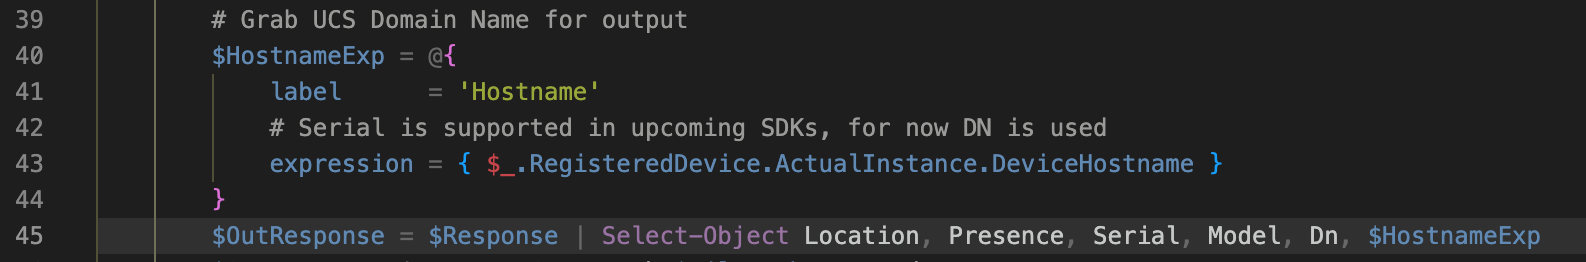 39 # Grab UCS Domain Name for output
40 $HostnameExp = @{
41 label = 'Hostname'
42 # Serial is supported in upcoming SDKs, for now DN is used
43 expression = { $_.RegisteredDevice.ActualInstance.DeviceHostname }
44 }
45 $OutResponse = $Response | Select-Object Location, Presence, Serial, Model, Dn, $HostnameExp